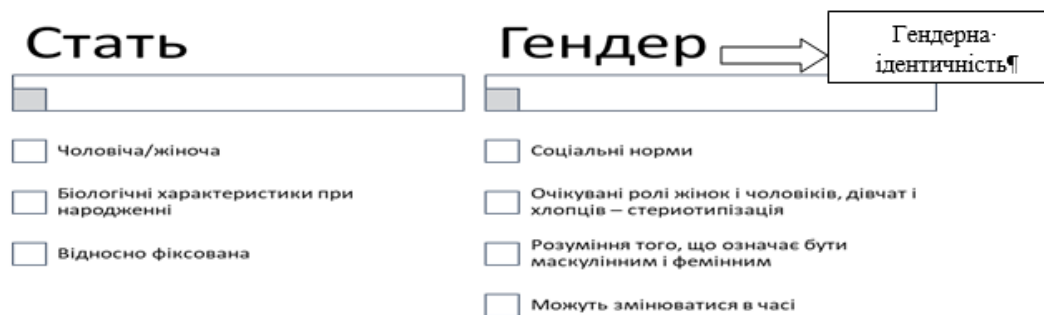 Стать
Чоловіча/жіноча
Біологічні характеристики при
народженні
Відносно фіксована
Гендер
Гендерна·
ідентичність¶
Соціальні норми
Очікувані ролі жінок і чоловіків, дівчат і
хлопців – стериотипізація
Розуміння того, що означає бути
маскулінним і фемінним
Можуть змінюватися в часі